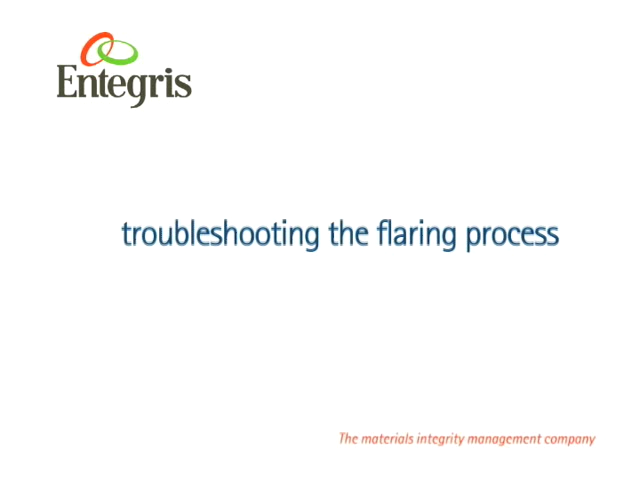 Entegris
troubleshooting the flaring process
The materials integrity management company